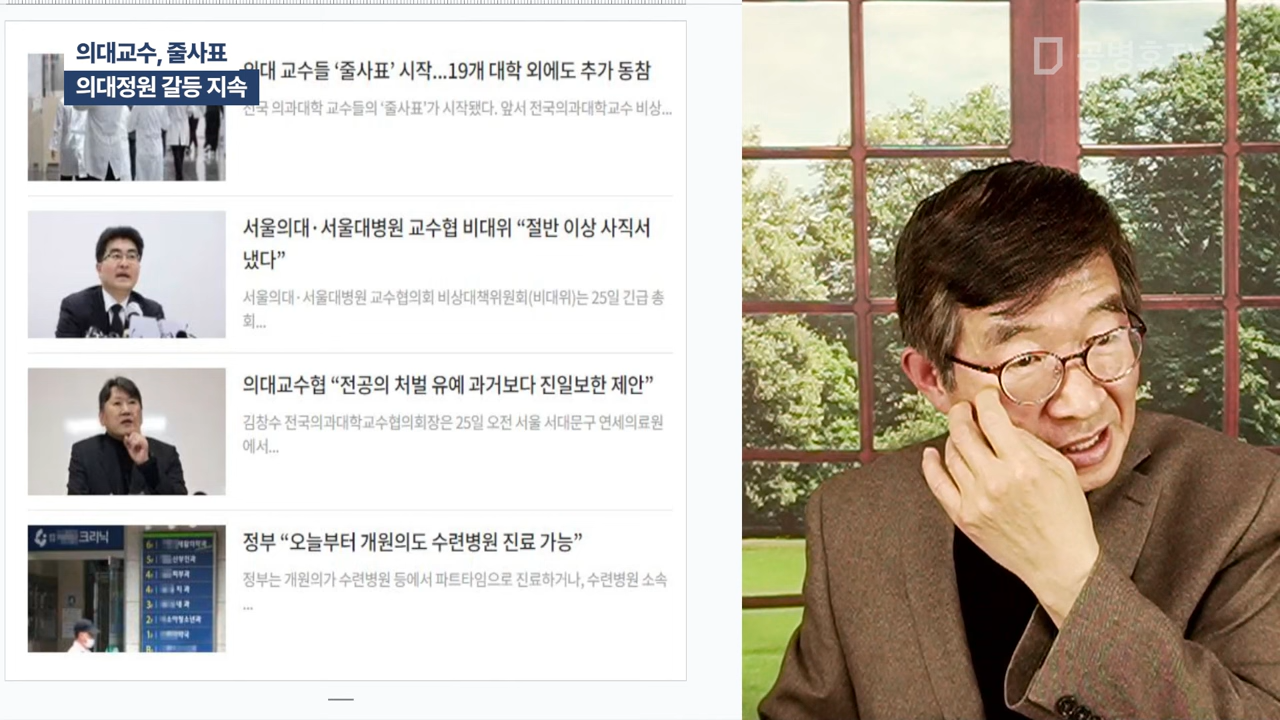 의대교수, 줄사표
의대정원 갈등 지속
의대 교수들 ‘줄사표’ 시작...19개 대학 외에도 추가 동참
전국 의과대학 교수들의 ‘줄사표’가 시작됐다. 앞서 전국의과대학교수 비상...
서울의대·서울대병원 교수협 비대위 “절반 이상 사직서
냈다”
서울의대·서울대병원 교수협의회 비상대책위원회(비대위)는 25일 긴급 총
회...
의대교수협 “전공의 처벌 유예 과거보다 진일보한 제안”
김창수 전국의과대학교수협의회장은 25일 오전 서울 서대문구 연세의료원
에서...
정부 “오늘부터 개원의도 수련병원 진료 가능”
정부는 개원의가 수련병원 등에서 파트타임으로 진료하거나, 수련병원 소속
...
크리닉
공병호